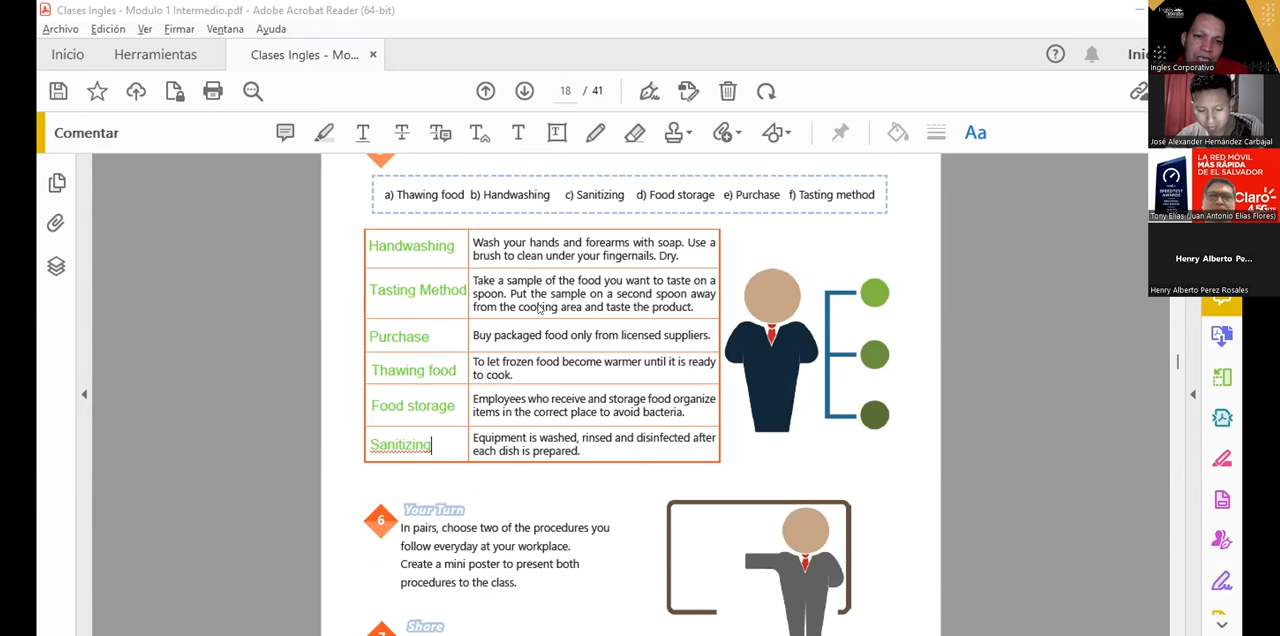 Clases Ingles - Modulo 1 Intermedio.pdf - Adobe Acrobat Reader (64-bit)
Archivo Edición Ver Firmar Ventana Ayuda
Inicio Herramientas Clases Ingles - Mo... ×
18 / 41
Comentar
Aa
a) Thawing food b) Handwashing c) Sanitizing d) Food storage e) Purchase f) Tasting method
Handwashing
Wash your hands and forearms with soap. Use a
brush to clean under your fingernails. Dry.
Tasting Method
Take a sample of the food you want to taste on a
spoon. Put the sample on a second spoon away
from the cooking area and taste the product.
Purchase
Buy packaged food only from licensed suppliers.
Thawing food
To let frozen food become warmer until it is ready
to cook.
Food storage
Employees who receive and storage food organize
items in the correct place to avoid bacteria.
Sanitizing
Equipment is washed, rinsed and disinfected after
each dish is prepared.
6 Your Turn
In pairs, choose two of the procedures you
follow everyday at your workplace.
Create a mini poster to present both
procedures to the class.
7 Share
Ingles Corporativo
José Alexander Hernández Carbajal
LA RED MÓVIL
MÁS RÁPIDA
DE EL SALVADOR
SPEEDTEST
AWARDS
Claro
4.5G
Tony Elías (Juan Antonio Elías Flores)
Henry Alberto Pe...
Henry Alberto Perez Rosales